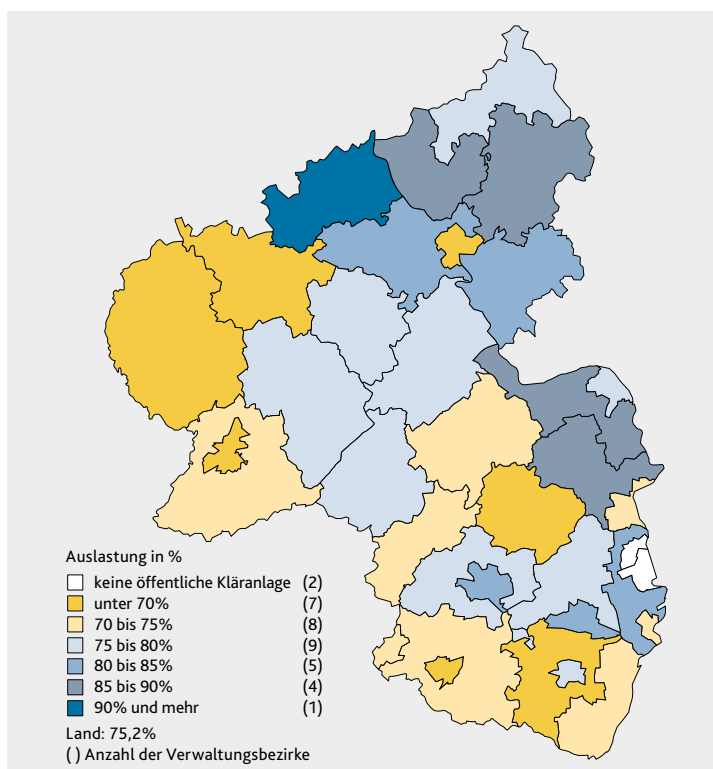 Auslastung in %
keine öffentliche Kläranlage (2)
unter 70% (7)
70 bis 75% (8)
75 bis 80% (9)
80 bis 85% (5)
85 bis 90% (4)
90% und mehr (1)
Land: 75,2%
( ) Anzahl der Verwaltungsbezirke